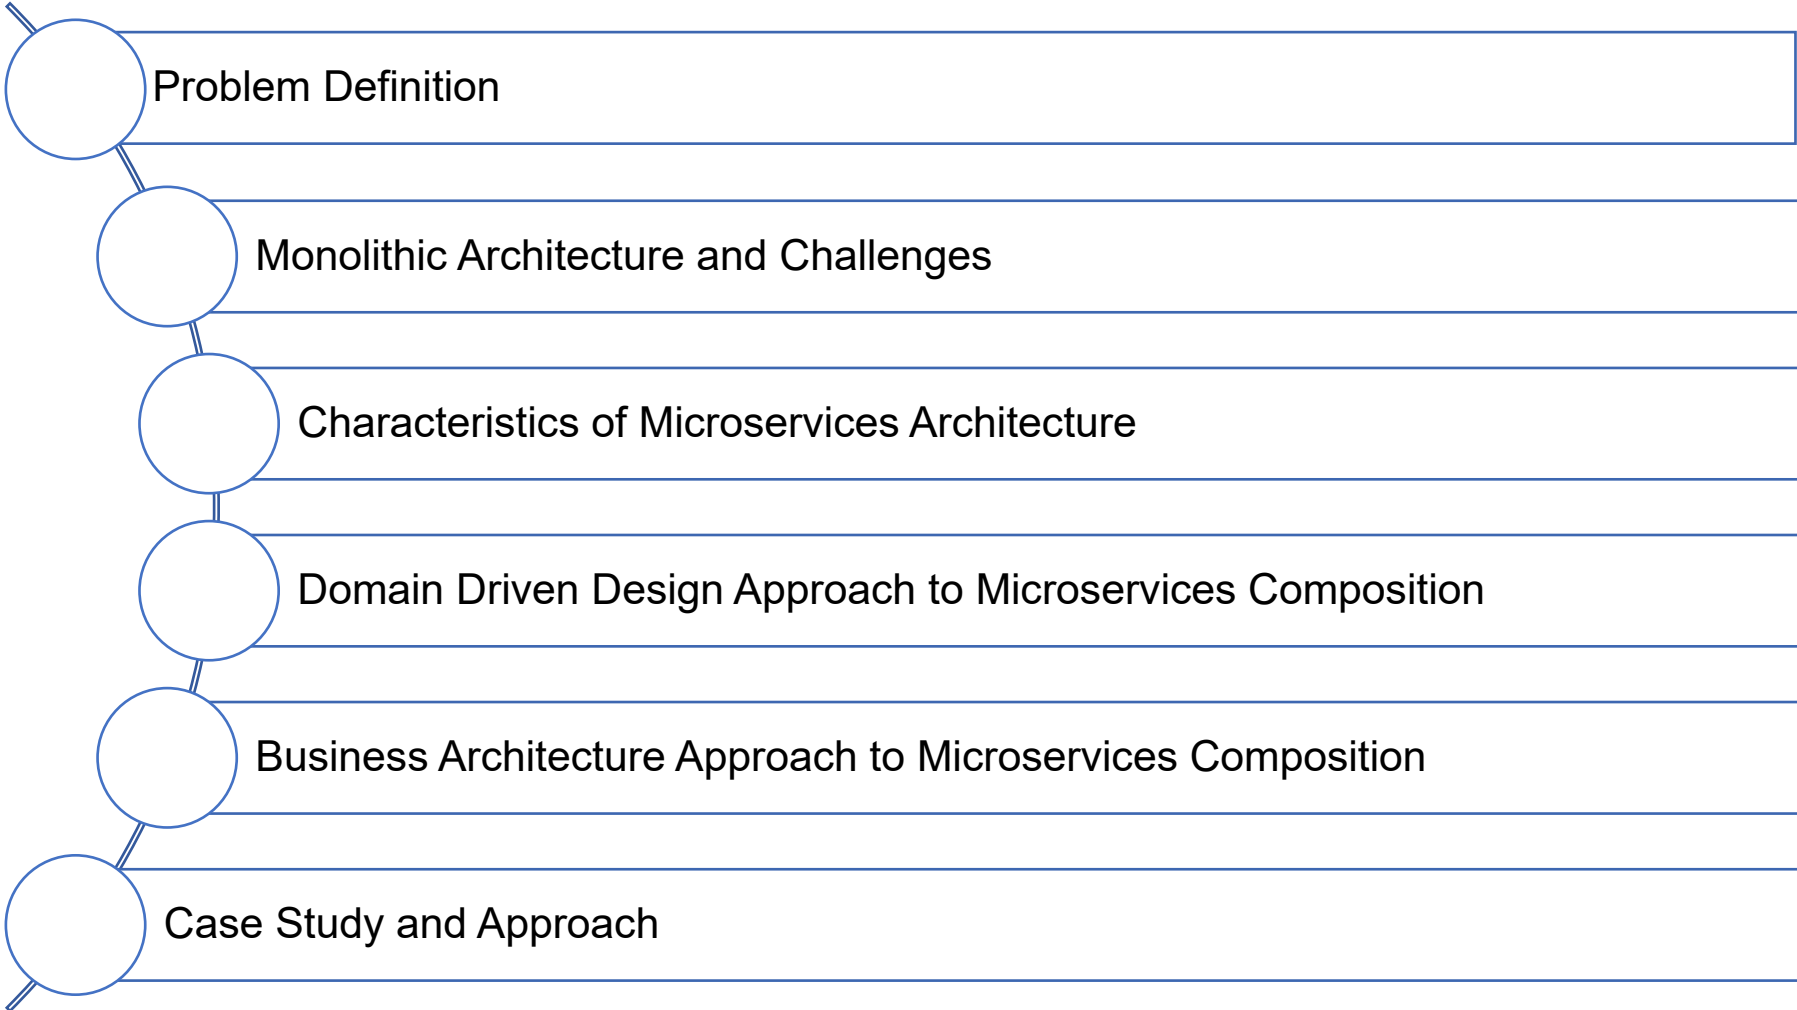 Problem Definition
Monolithic Architecture and Challenges
Characteristics of Microservices Architecture
Domain Driven Design Approach to Microservices Composition
Business Architecture Approach to Microservices Composition
Case Study and Approach